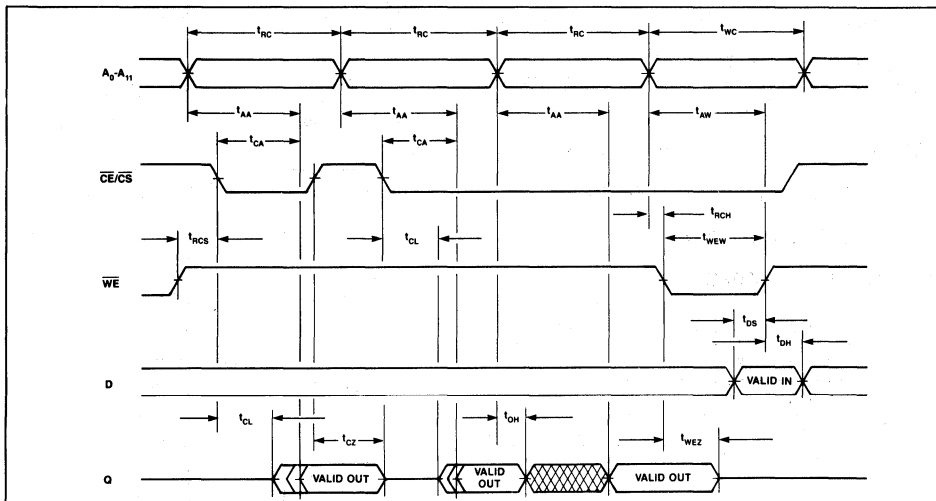 tRC tRC tRC tWC
A0-A11
tAA tAA tAA tAW
tCA tCA
CE/CS
tRCH
tRCS tCL tWEW
WE
tDS
tDH
D VALID IN
tCL tCZ tOH tWEZ
Q VALID OUT VALID OUT VALID OUT